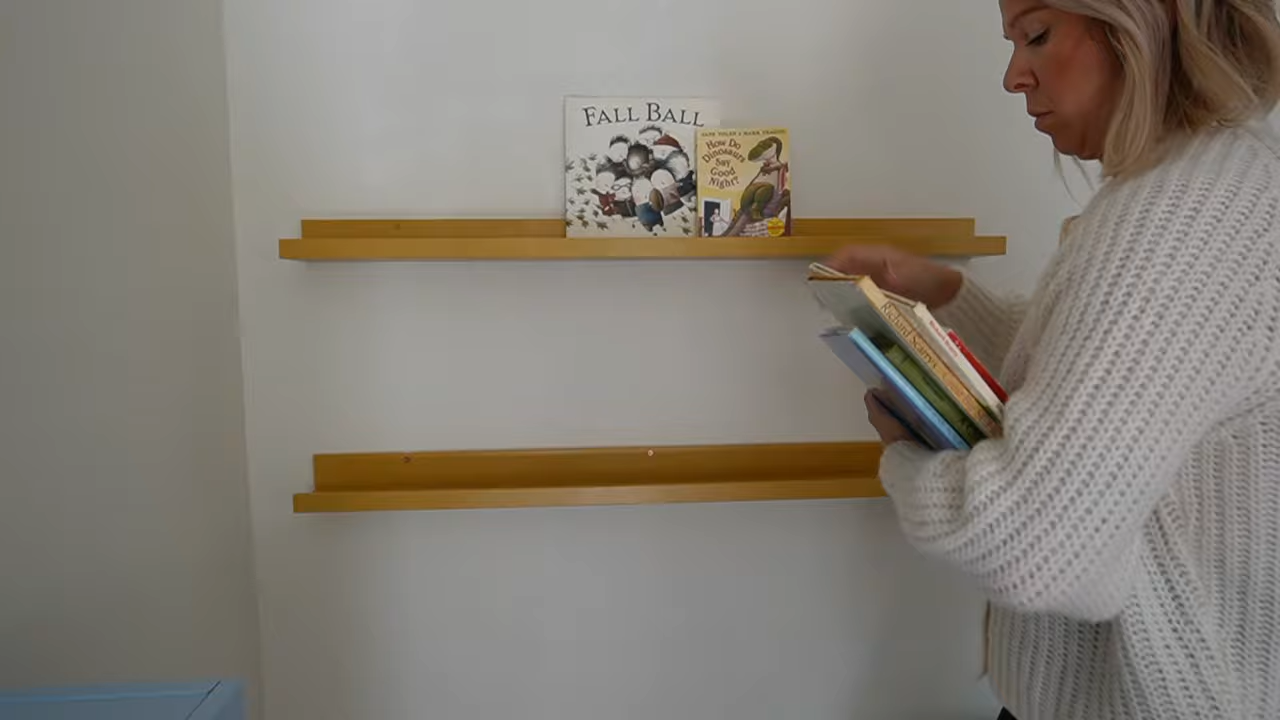 FALL BALL
JANE YOLEN & MARK TEAGUE
How Do
Dinosaurs
Say
Good
Night?
Richard Scarry's